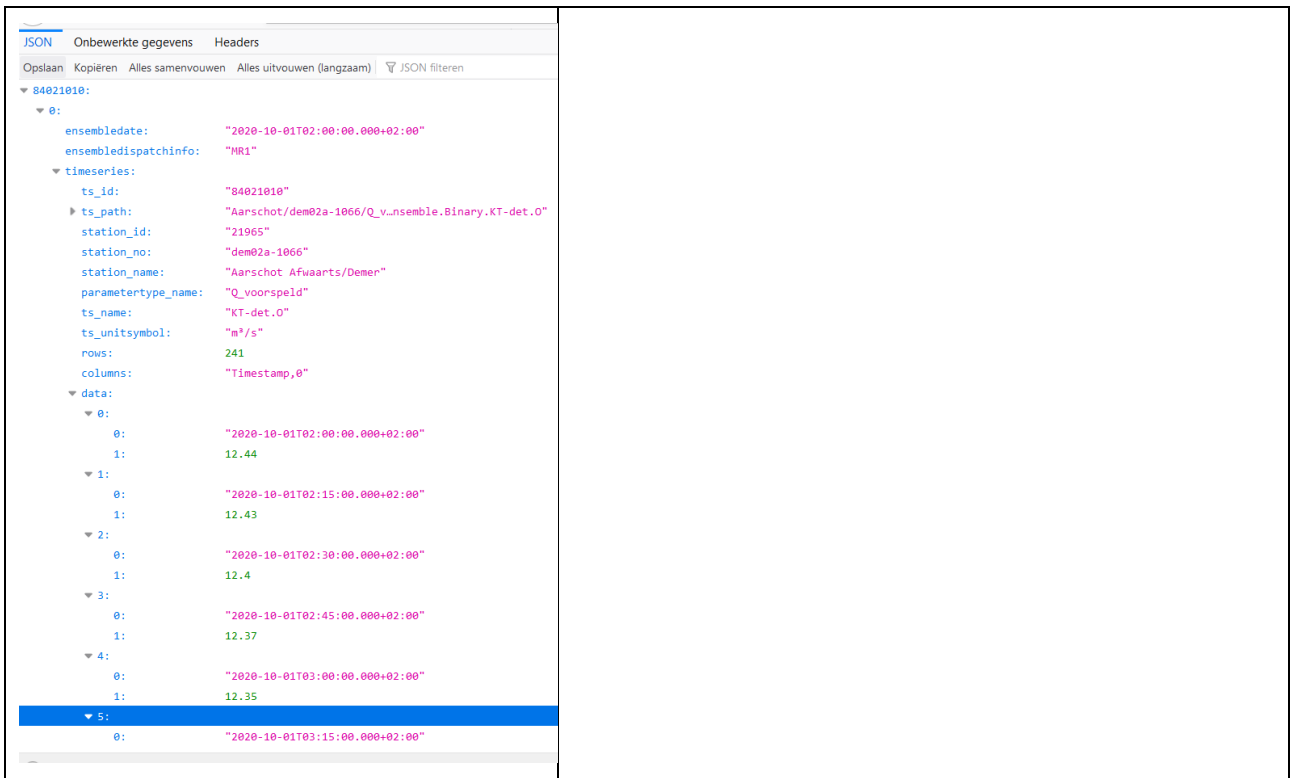 JSON Onbewerkte gegevens Headers
Opslaan Kopiëren Alles samenvouwen Alles uitvouwen (langzaam) JSON filteren
84021010:
0:
ensembledate: "2020-10-01T02:00:00.000+02:00"
ensembledispatchinfo: "MR1"
timeseries:
ts_id: "84021010"
ts_path: "Aarschot/dem02a-1066/Q_v…nsemble.Binary.KT-det.O"
station_id: "21965"
station_no: "dem02a-1066"
station_name: "Aarschot Afwaarts/Demer"
parametertype_name: "Q_voorspeld"
ts_name: "KT-det.O"
ts_unitsymbol: "m³/s"
rows: 241
columns: "Timestamp,0"
data:
0:
0: "2020-10-01T02:00:00.000+02:00"
1: 12.44
1:
0: "2020-10-01T02:15:00.000+02:00"
1: 12.43
2:
0: "2020-10-01T02:30:00.000+02:00"
1: 12.4
3:
0: "2020-10-01T02:45:00.000+02:00"
1: 12.37
4:
0: "2020-10-01T03:00:00.000+02:00"
1: 12.35
5:
0: "2020-10-01T03:15:00.000+02:00"